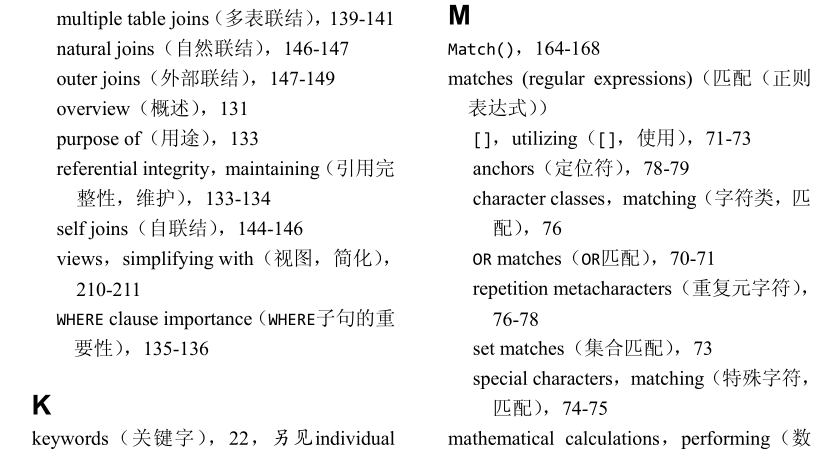 multiple table joins（多表联结），139-141
natural joins（自然联结），146-147
outer joins（外部联结），147-149
overview（概述），131
purpose of（用途），133
referential integrity，maintaining（引用完
整性，维护），133-134
self joins（自联结），144-146
views，simplifying with（视图，简化），
210-211
WHERE clause importance（WHERE子句的重
要性），135-136
K
keywords（关键字），22，另见individual
M
Match()，164-168
matches (regular expressions)（匹配（正则
表达式））
[]，utilizing（[]，使用），71-73
anchors（定位符），78-79
character classes，matching（字符类，匹
配），76
OR matches（OR匹配），70-71
repetition metacharacters（重复元字符），
76-78
set matches（集合匹配），73
special characters，matching（特殊字符，
匹配），74-75
mathematical calculations，performing（数